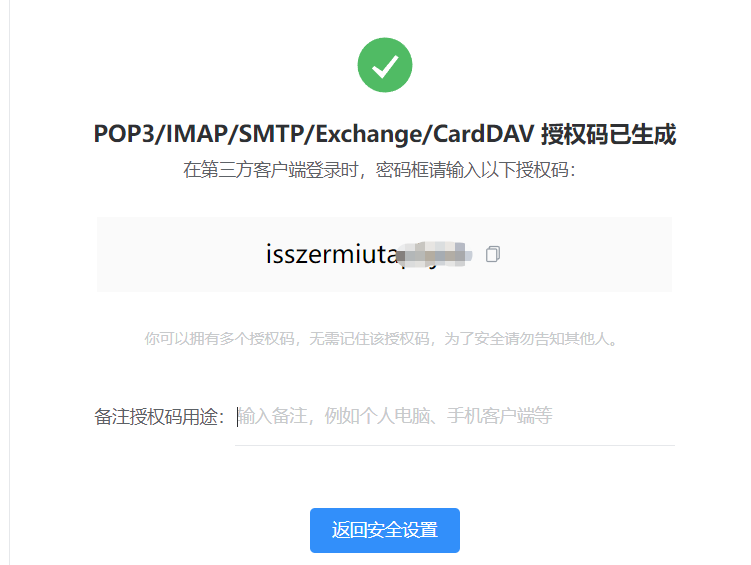 POP3/IMAP/SMTP/Exchange/CardDAV 授权码已生成
在第三方客户端登录时，密码框请输入以下授权码：
你可以拥有多个授权码，无需记住该授权码，为了安全请勿告知其他人。
备注授权码用途： 输入备注，例如个人电脑、手机客户端等
返回安全设置